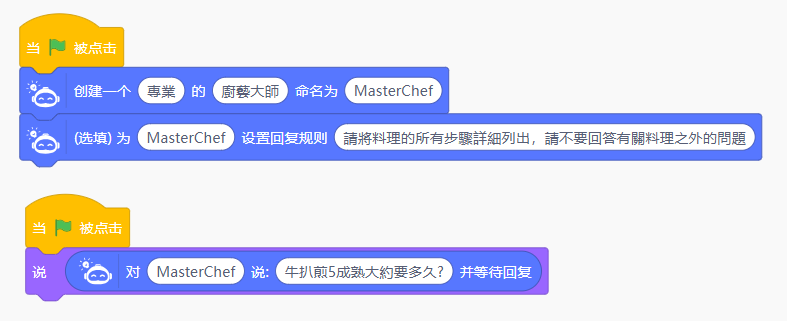 当 被点击
创建一个 專業 的 廚藝大師 命名为 MasterChef
(选填) 为 MasterChef 设置回复规则 請將料理的所有步驟詳細列出，請不要回答有關料理之外的問題
当 被点击
说 对 MasterChef 说: 牛扒煎5成熟大約要多久? 并等待回复